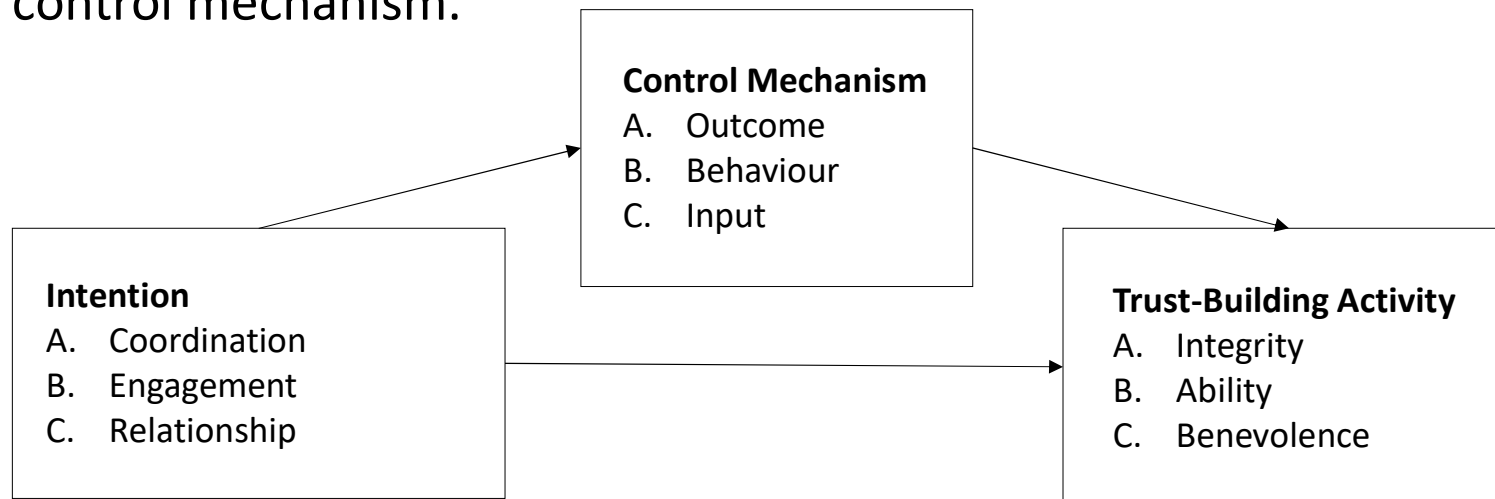 control mechanism.
Control Mechanism
A. Outcome
B. Behaviour
C. Input
Intention
A. Coordination
B. Engagement
C. Relationship
Trust-Building Activity
A. Integrity
B. Ability
C. Benevolence